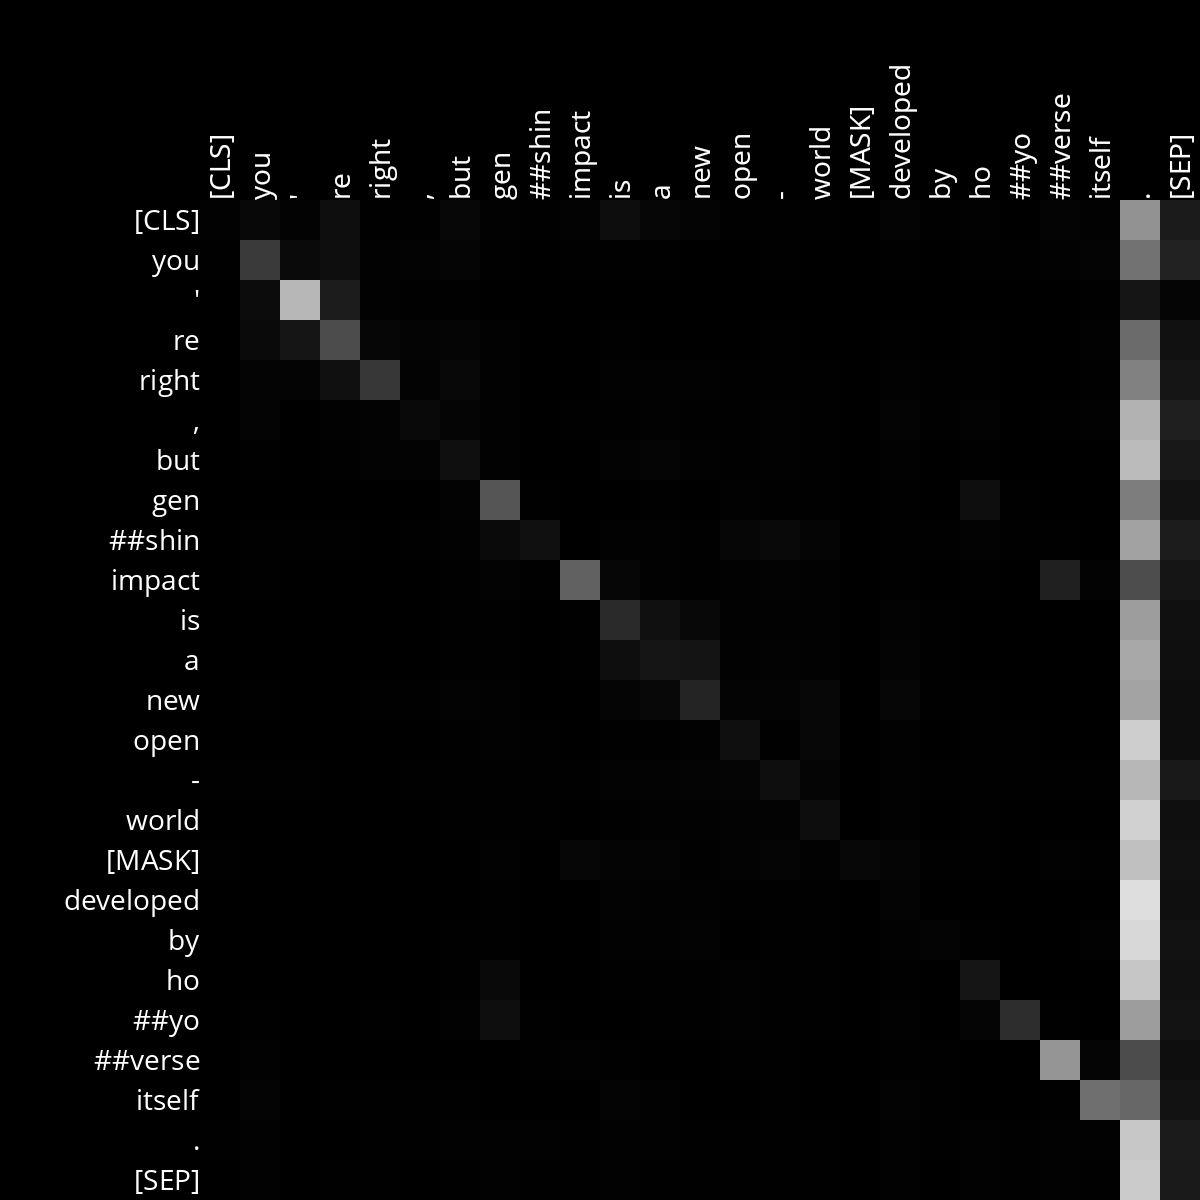 [CLS] you ' re right , but gen ##shin impact is a new open - world [MASK] developed by ho ##yo ##verse itself . [SEP]
[CLS]
you
'
re
right
,
but
gen
##shin
impact
is
a
new
open
-
world
[MASK]
developed
by
ho
##yo
##verse
itself
.
[SEP]